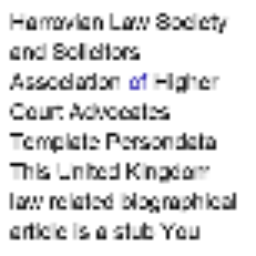 Harrovian Law Society
and Solicitors
Association of Higher
Court Advocates
Template Persondata
This United Kingdom
law related biographical
article is a stub You